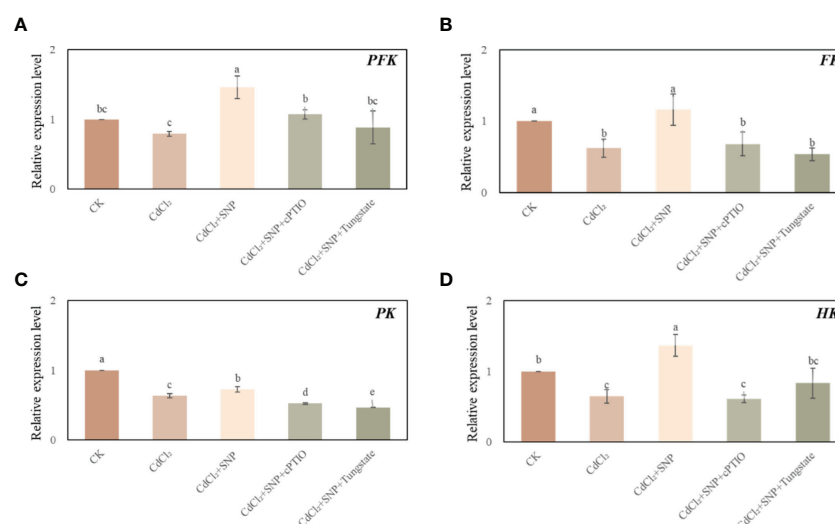 A
Relative expression level
2
1
0
PFK
bc
c
a
b
bc
CK
CdCl₂
CdCl₂+SNP
CdCl₂+SNP+cPTIO
CdCl₂+SNP+Tungstate
B
Relative expression level
2
1
0
a
b
a
b
b
CK
CdCl₂
CdCl₂+SNP
CdCl₂+SNP+cPTIO
CdCl₂+SNP+Tungstate
C
Relative expression level
2
1
0
PK
a
c
b
d
e
CK
CdCl₂
CdCl₂+SNP
CdCl₂+SNP+cPTIO
CdCl₂+SNP+Tungstate
D
Relative expression level
2
1
0
HK
b
c
a
c
bc
CK
CdCl₂
CdCl₂+SNP
CdCl₂+SNP+cPTIO
CdCl₂+SNP+Tungstate